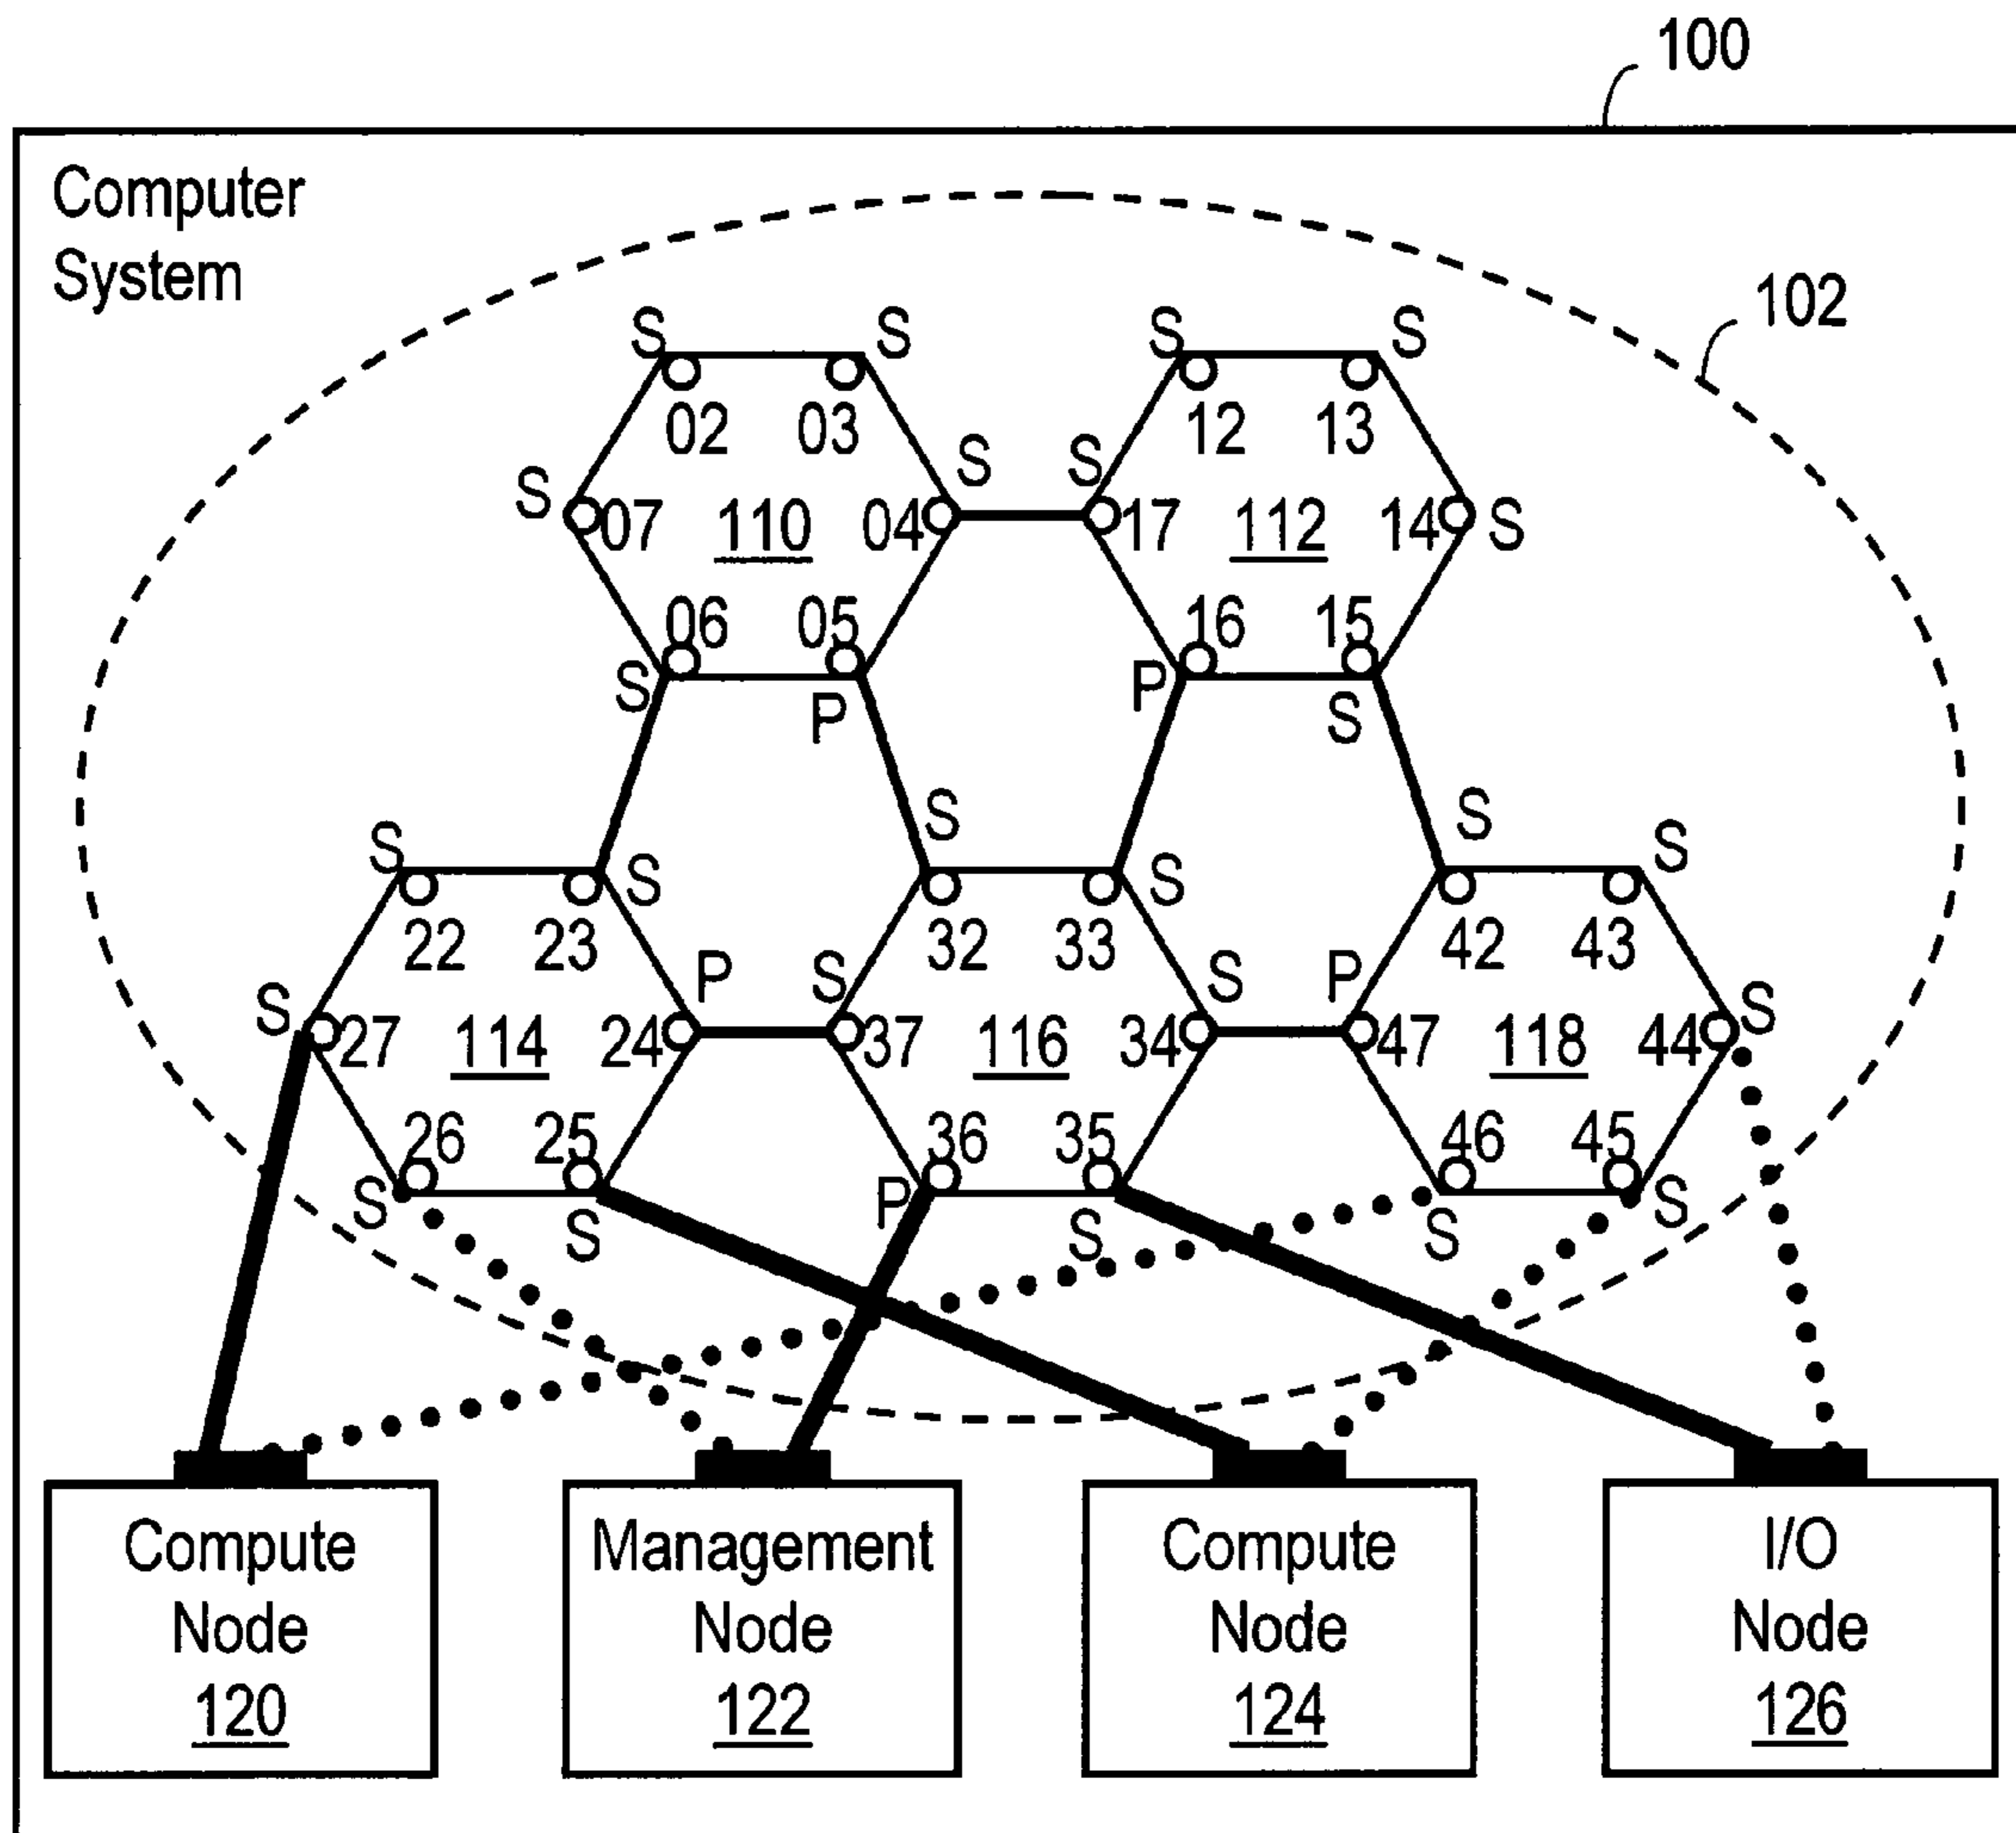 100
Computer
System
102
S S S S
02 03 12 13
S S
S 07 110 04 17 112 14 S
06 05 16 15
S P P S
S S S S S S
22 23 32 33 42 43
P S S P
S 27 114 24 37 116 34 47 118 44 S
26 25 36 35 46 45
S S P S S S
Compute
Node
120
Management
Node
122
Compute
Node
124
I/O
Node
126